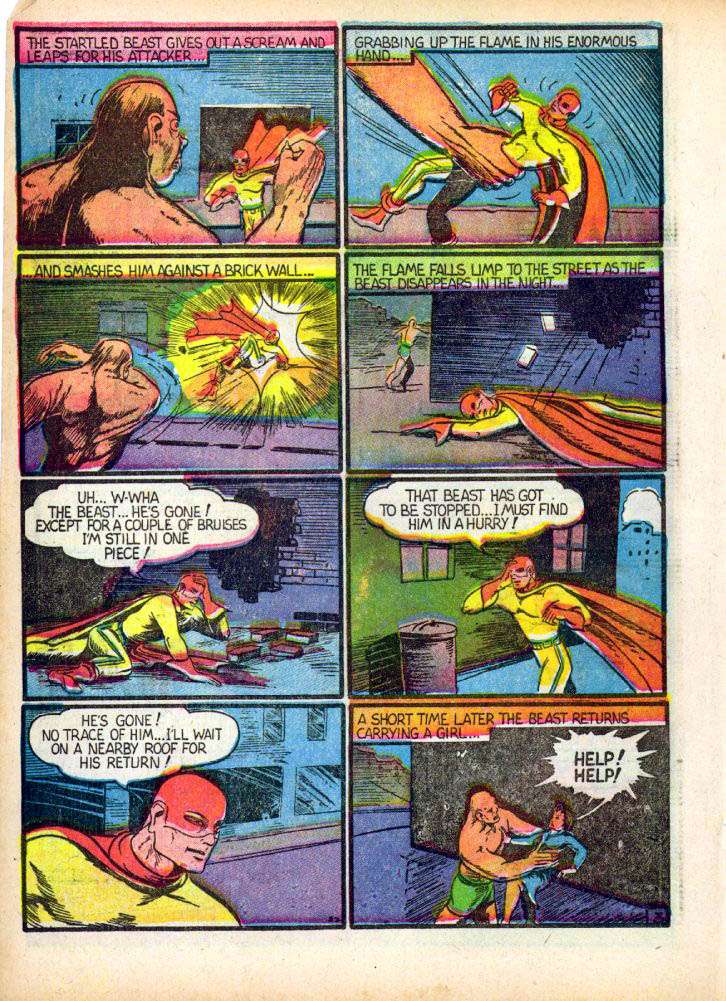 THE STARTLED BEAST GIVES OUT A SCREAM AND
LEAPS FOR HIS ATTACKER...
GRABBING UP THE FLAME IN HIS ENORMOUS
HAND...
...AND SMASHES HIM AGAINST A BRICK WALL...
THE FLAME FALLS LIMP TO THE STREET AS THE
BEAST DISAPPEARS IN THE NIGHT...
UH... W-WHA
THE BEAST... HE'S GONE!
EXCEPT FOR A COUPLE OF BRUISES
I'M STILL IN ONE
PIECE!
THAT BEAST HAS GOT
TO BE STOPPED...I MUST FIND
HIM IN A HURRY!
HE'S GONE!
NO TRACE OF HIM...I'LL WAIT
ON A NEARBY ROOF FOR
HIS RETURN!
A SHORT TIME LATER THE BEAST RETURNS
CARRYING A GIRL...
HELP!
HELP!